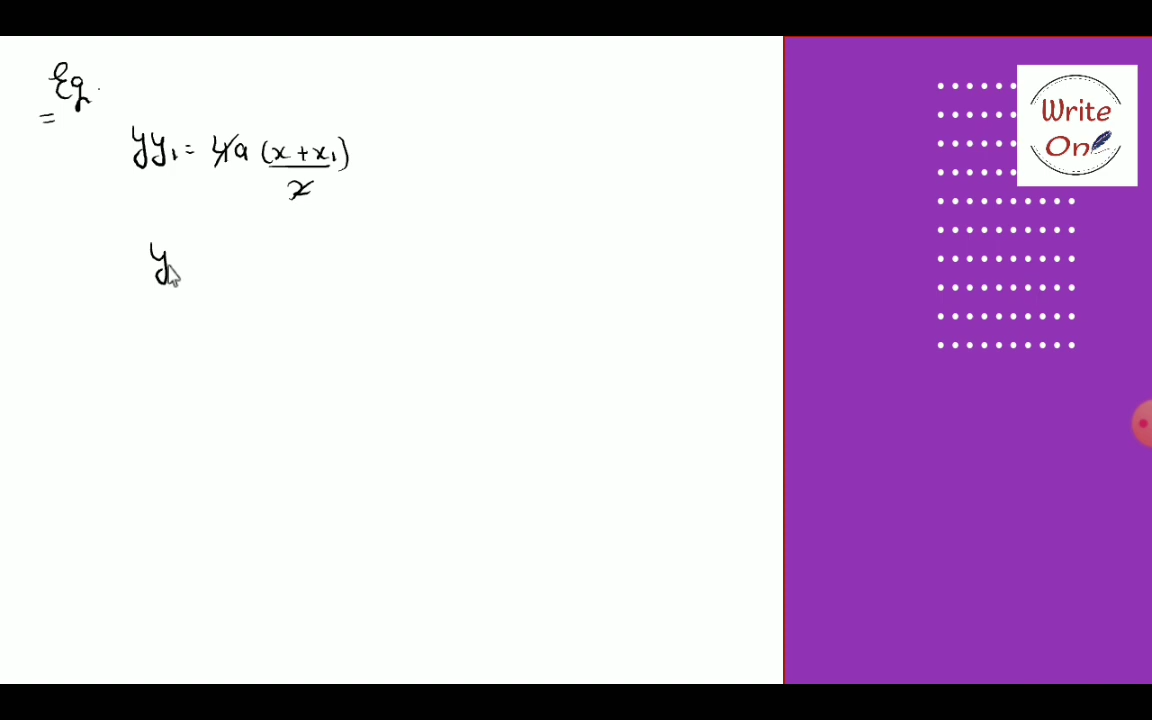 Eq.
=
yy₁ = 4a (x + x₁)
2
y
Write
On